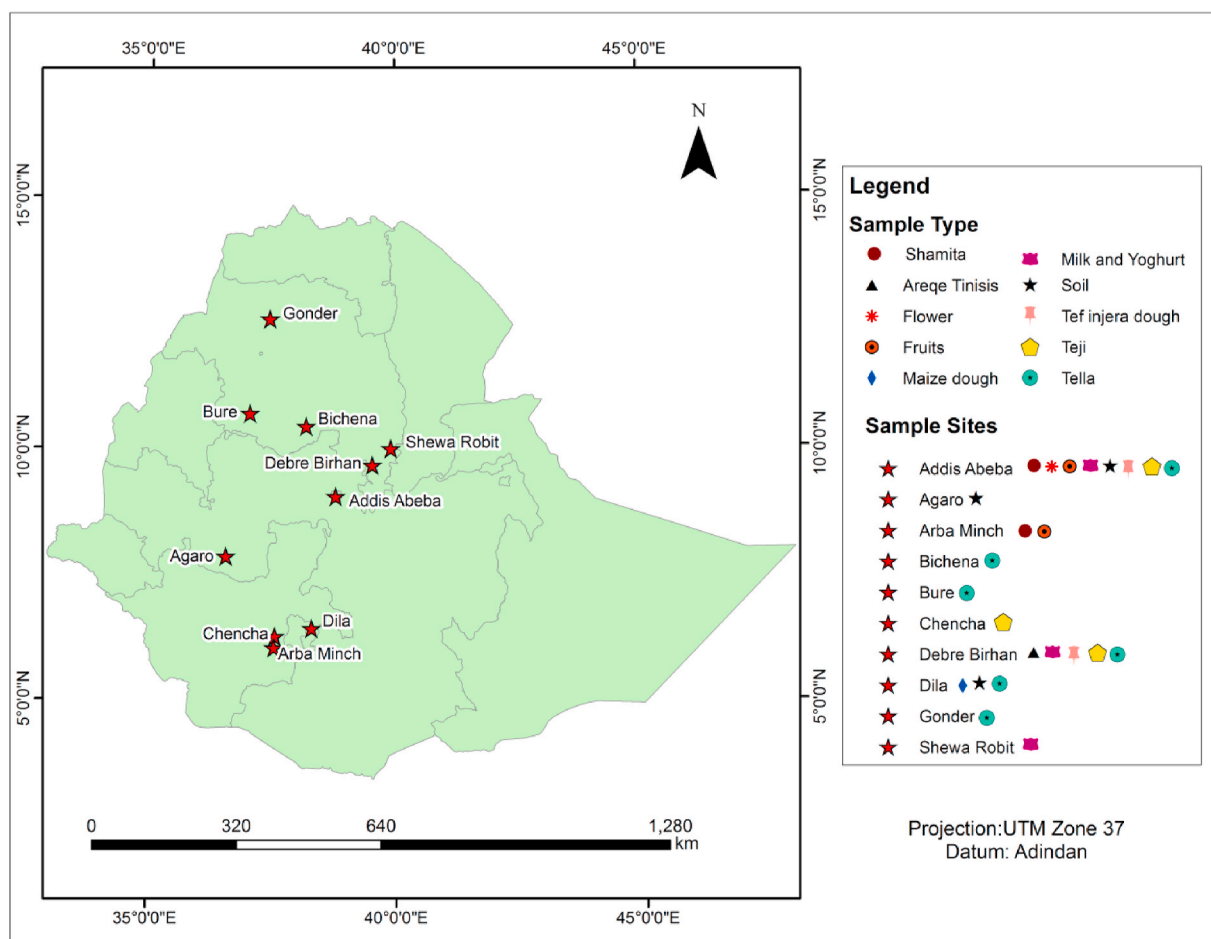 35°0'0"E 40°0'0"E 45°0'0"E
15°0'0"N 15°0'0"N
N
Gonder
Bure
Bichena
Shewa Robit
Debre Birhan
10°0'0"N 10°0'0"N
Addis Abeba
Agaro
Dila
Chencha
Arba Minch
5°0'0"N 5°0'0"N
0 320 640 1,280
km
35°0'0"E 40°0'0"E 45°0'0"E
Legend
Sample Type
Shamita
Areqe Tinisis
Flower
Fruits
Maize dough
Milk and Yoghurt
Soil
Tef injera dough
Teji
Tella
Sample Sites
Addis Abeba
Agaro
Arba Minch
Bichena
Bure
Chencha
Debre Birhan
Dila
Gonder
Shewa Robit
Projection:UTM Zone 37
Datum: Adindan